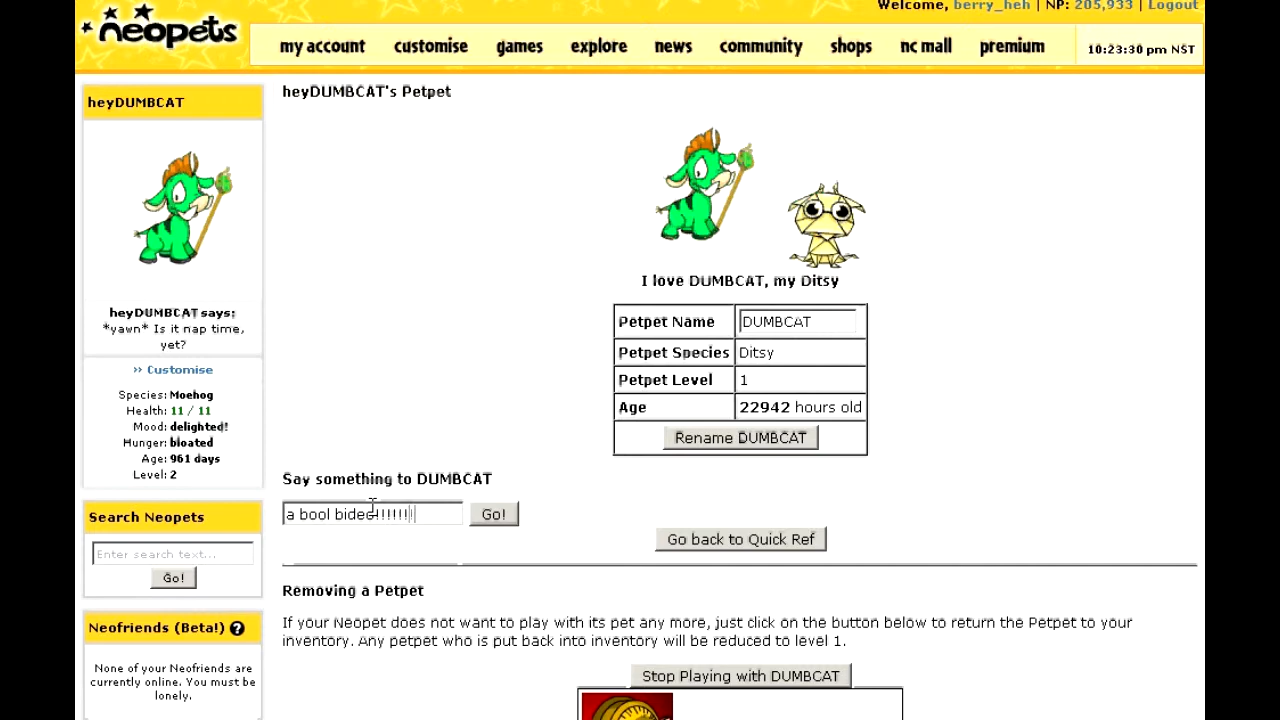 Welcome, berry_heh | NP: 205,933 | Logout
neopets
my account customise games explore news community shops nc mall premium 10:23:30 pm NST
heyDUMBCAT
heyDUMBCAT says:
*yawn* Is it nap time,
yet?
>> Customise
Species: Moehog
Health: 11 / 11
Mood: delighted!
Hunger: bloated
Age: 961 days
Level: 2
Search Neopets
Enter search text...
Go!
Neofriends (Beta!) ?
None of your Neofriends are
currently online. You must be
lonely.
heyDUMBCAT's Petpet
I love DUMBCAT, my Ditsy
Petpet Name DUMBCAT
Petpet Species Ditsy
Petpet Level 1
Age 22942 hours old
Rename DUMBCAT
Say something to DUMBCAT
a bool bided!!!!!!! Go!
Go back to Quick Ref
Removing a Petpet
If your Neopet does not want to play with its pet any more, just click on the button below to return the Petpet to your
inventory. Any petpet who is put back into inventory will be reduced to level 1.
Stop Playing with DUMBCAT